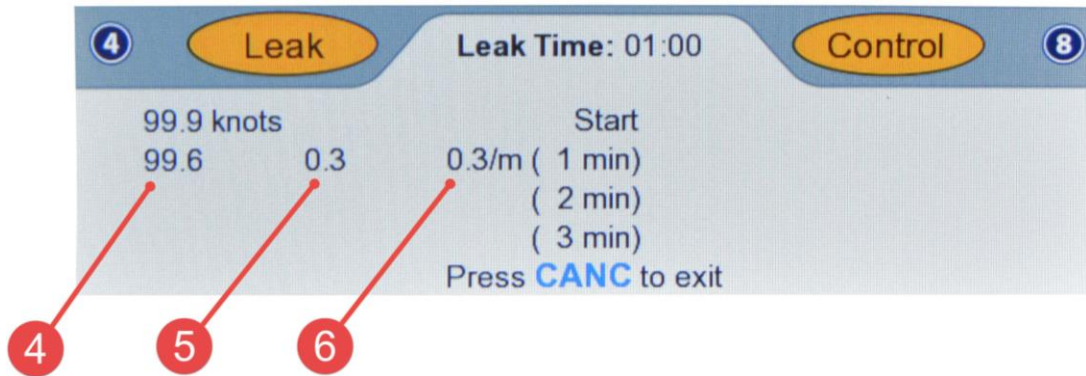 4 Leak Leak Time: 01:00 Control 8
99.9 knots Start
99.6 0.3 0.3/m ( 1 min)
( 2 min)
( 3 min)
Press CANC to exit
4 5 6